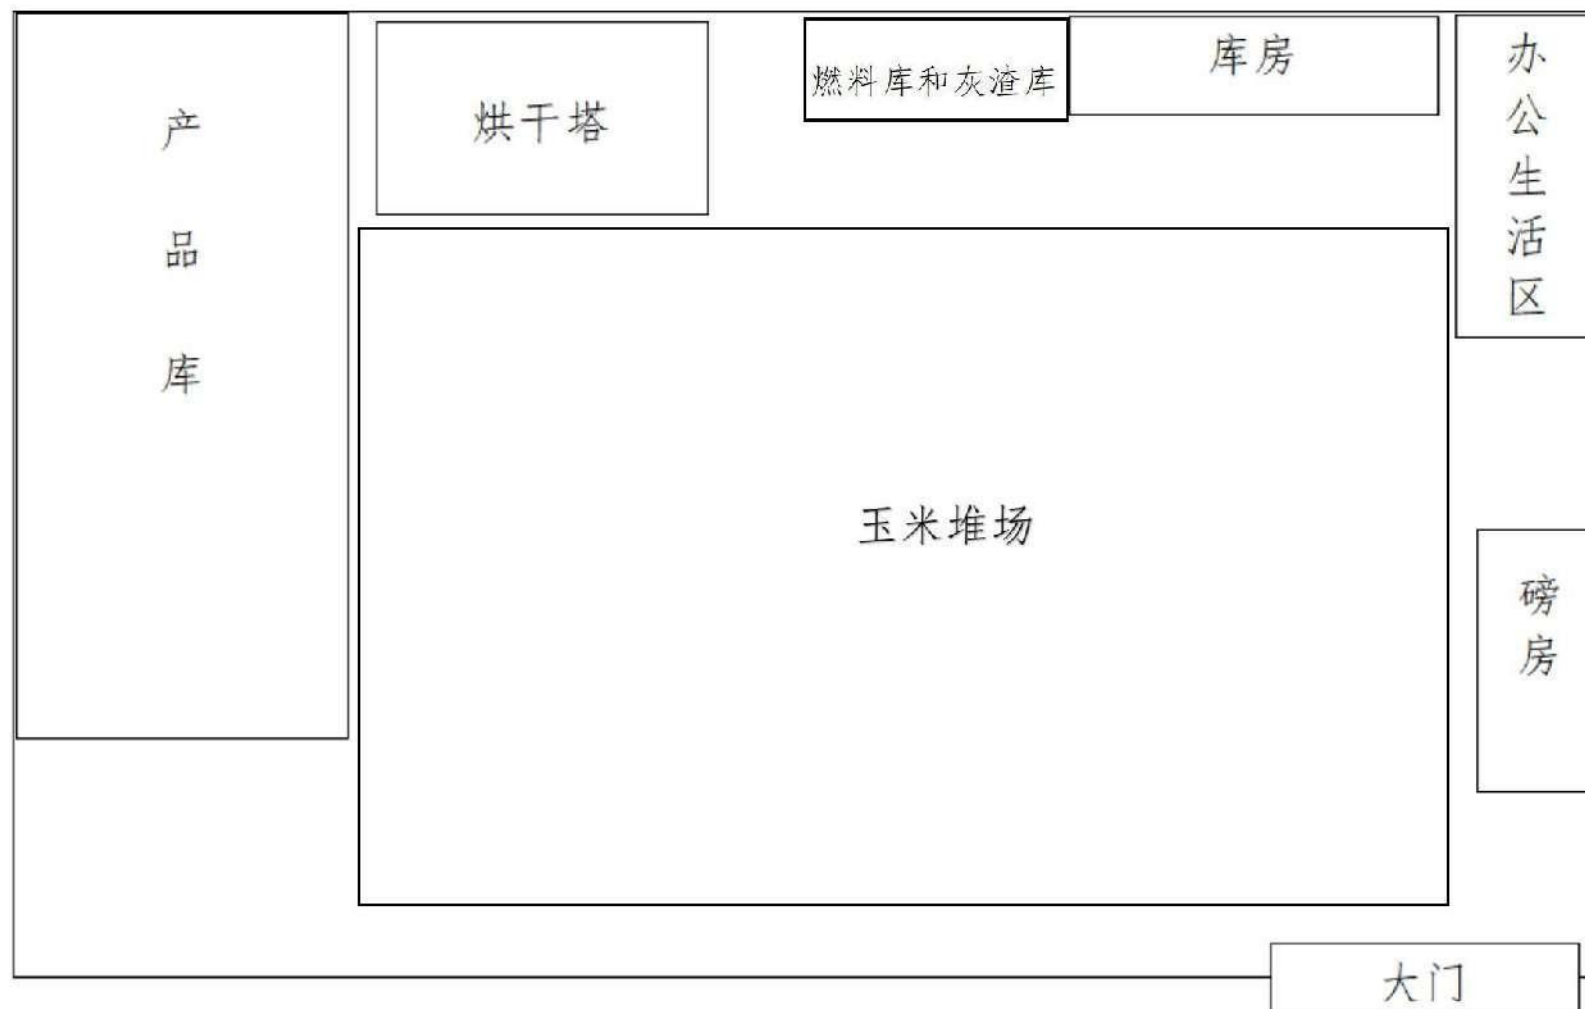 产品库
烘干塔
燃料库和灰渣库
库房
办公生活区
玉米堆场
磅房
大门